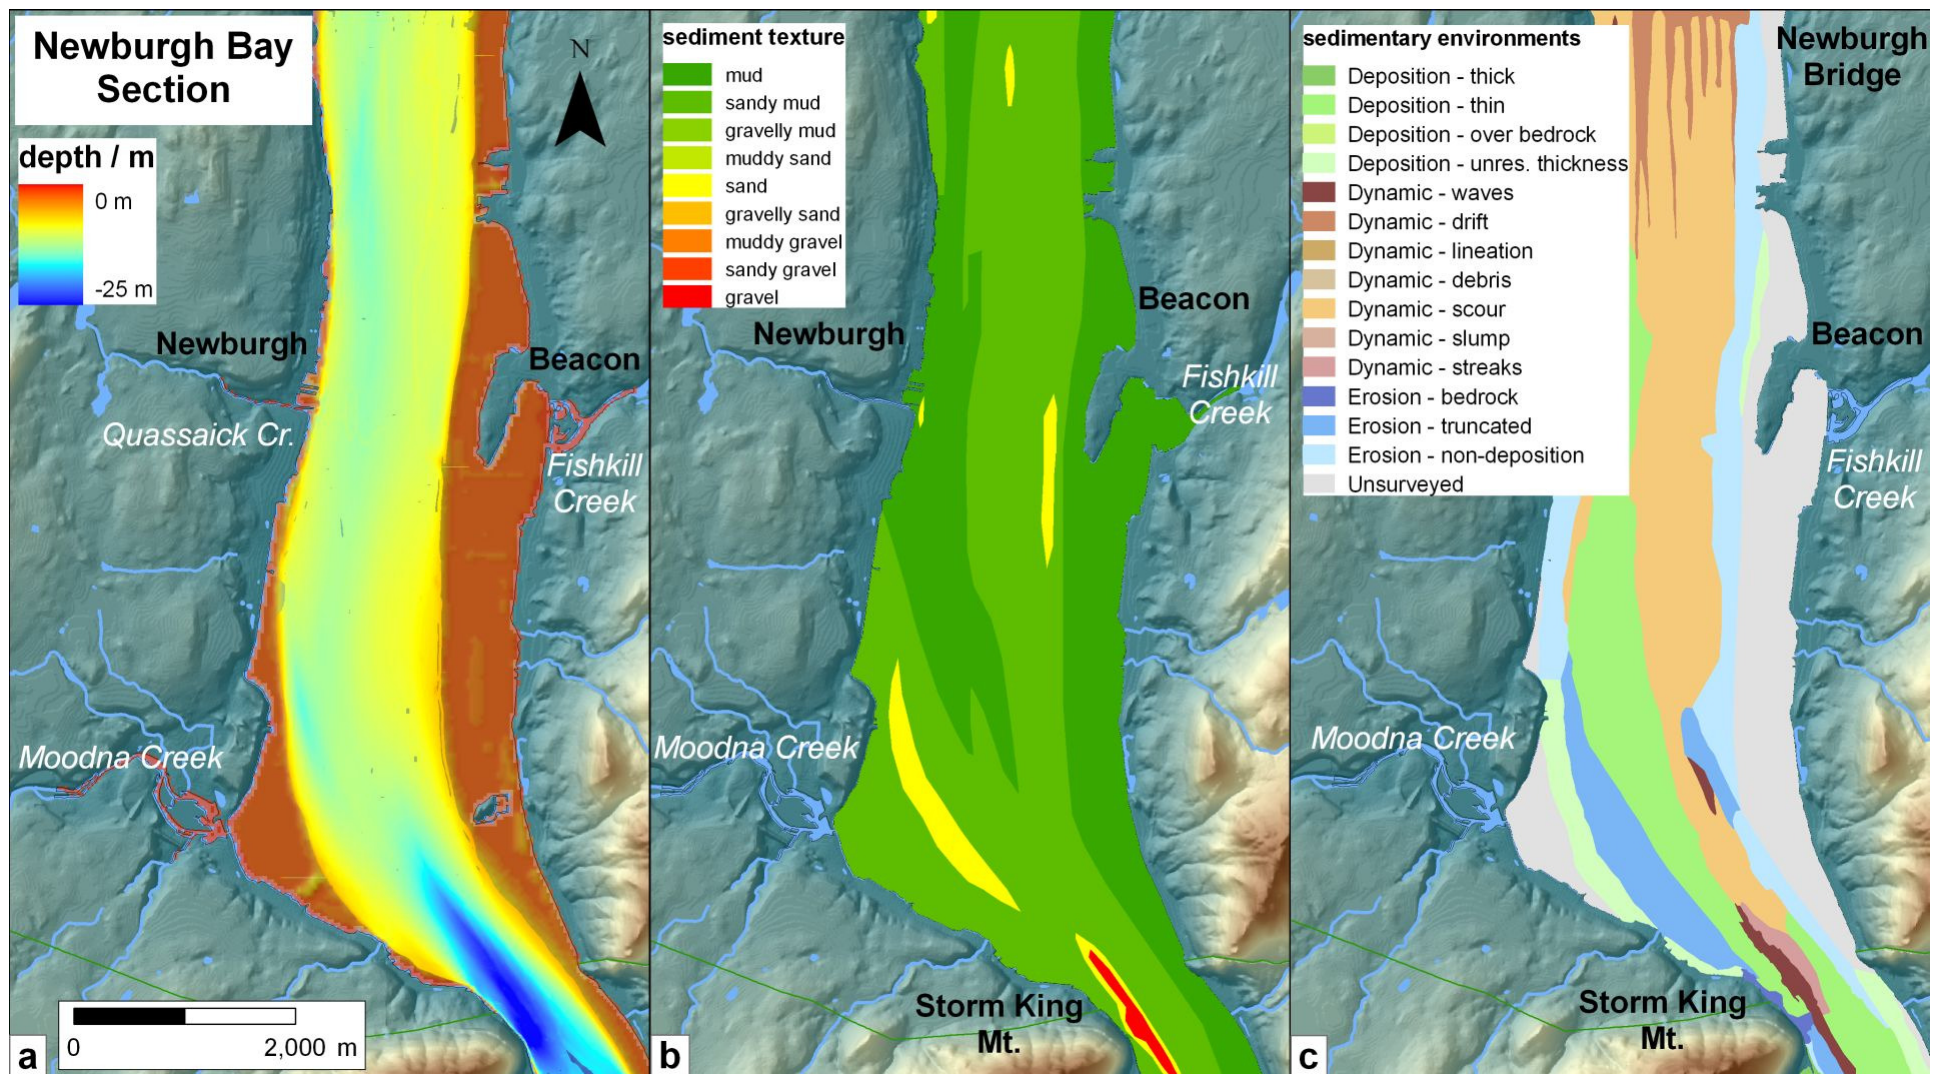 Newburgh Bay
Section
N
depth / m
0 m
-25 m
Newburgh
Beacon
Quassaick Cr.
Fishkill
Creek
Moodna Creek
0
2,000 m
a
sediment texture
mud
sandy mud
gravelly mud
muddy sand
sand
gravelly sand
muddy gravel
sandy gravel
gravel
Newburgh
Beacon
Fishkill
Creek
Moodna Creek
Storm King
Mt.
b
sedimentary environments
Deposition - thick
Deposition - thin
Deposition - over bedrock
Deposition - unres. thickness
Dynamic - waves
Dynamic - drift
Dynamic - lineation
Dynamic - debris
Dynamic - scour
Dynamic - slump
Dynamic - streaks
Erosion - bedrock
Erosion - truncated
Erosion - non-deposition
Unsurveyed
Newburgh
Bridge
Beacon
Fishkill
Creek
Moodna Creek
Storm King
Mt.
c